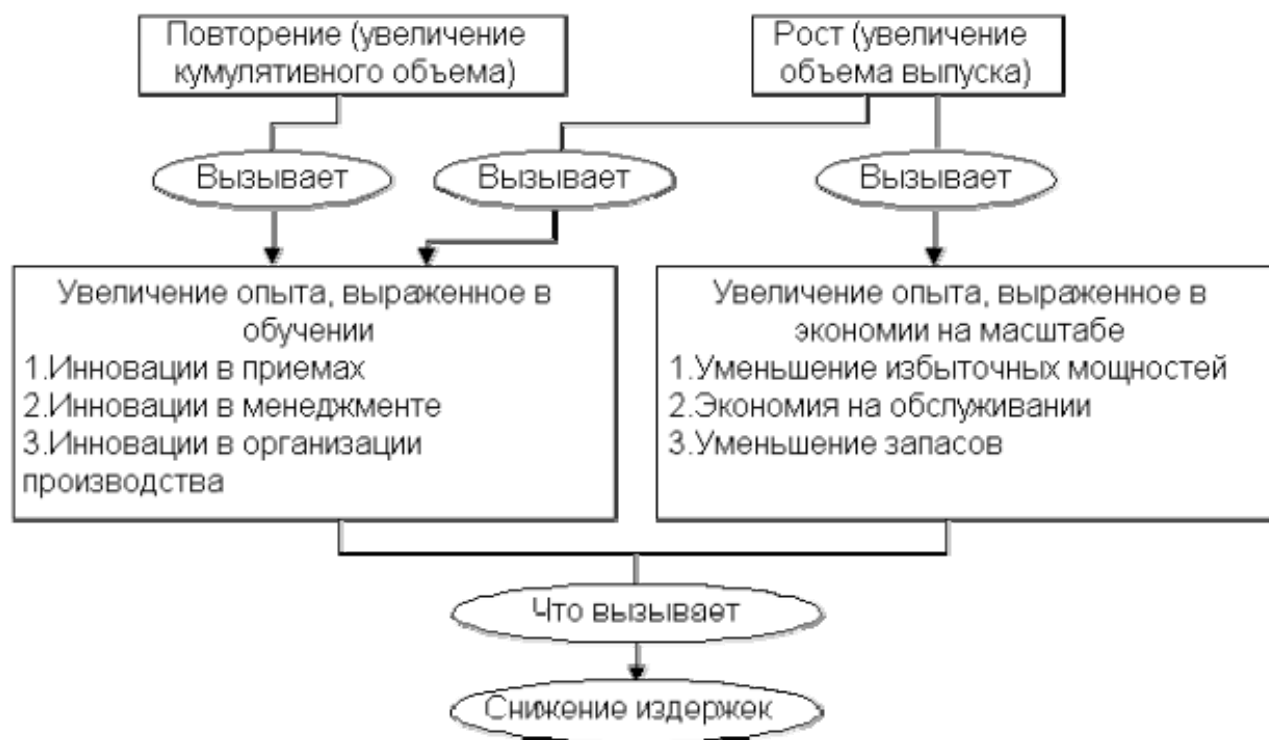 Повторение (увеличение
кумулятивного объема)
Рост (увеличение
объема выпуска)
Вызывает
Вызывает
Вызывает
Увеличение опыта, выраженное в
обучении
1.Инновации в приемах
2.Инновации в менеджменте
3.Инновации в организации
производства
Увеличение опыта, выраженное в
экономии на масштабе
1.Уменьшение избыточных мощностей
2.Экономия на обслуживании
3.Уменьшение запасов
Что вызывает
Снижение издержек